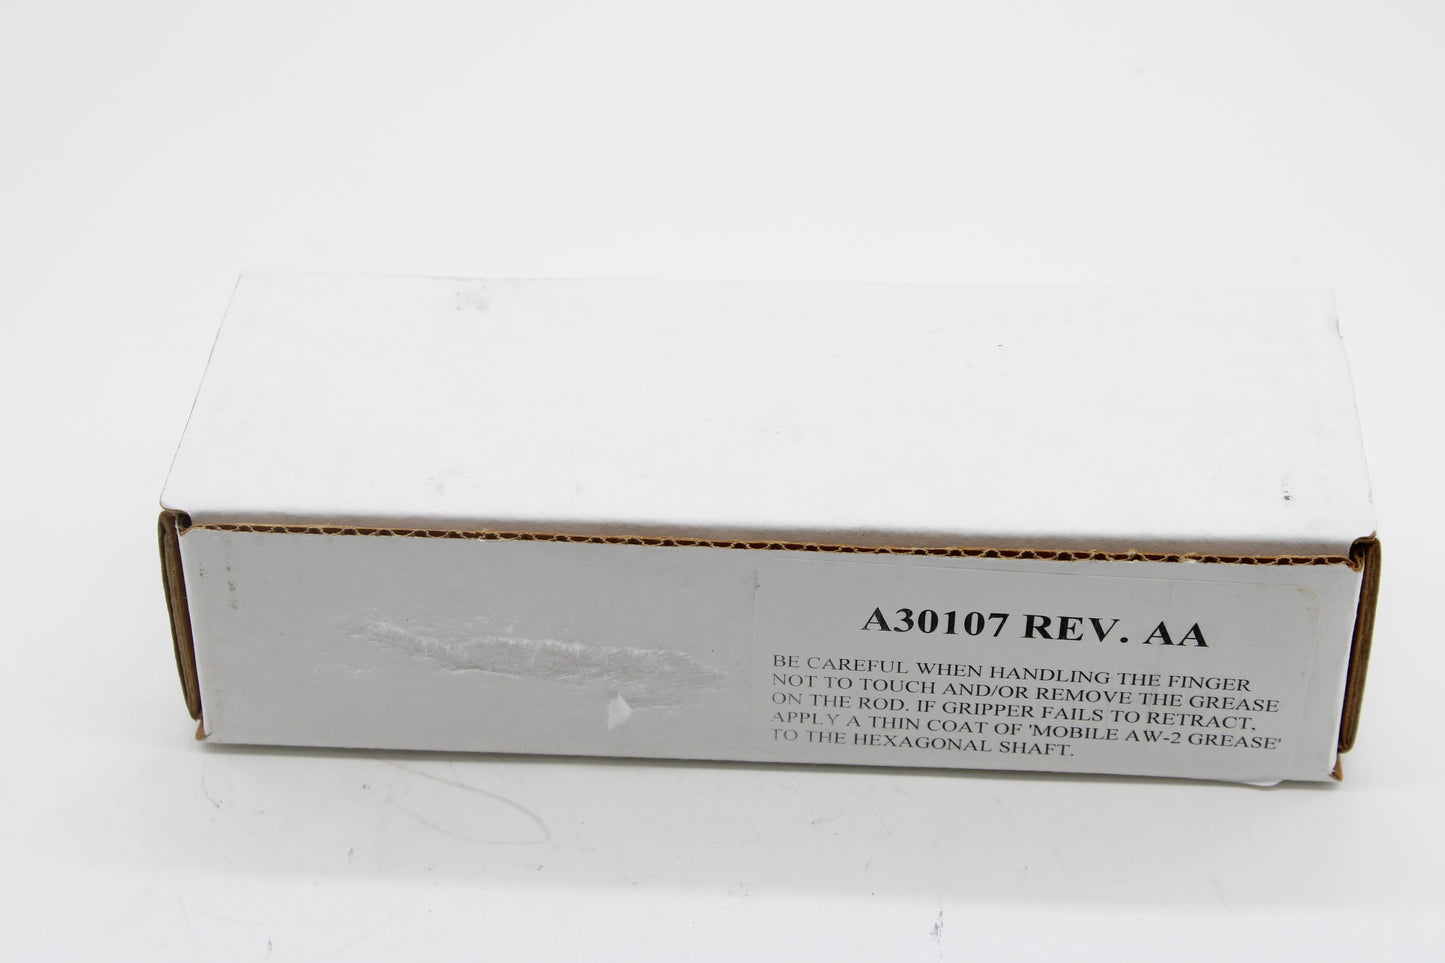 A30107 REV. AA
BE CAREFUL WHEN HANDLING THE FINGER
NOT TO TOUCH AND/OR REMOVE THE GREASE
ON THE ROD. IF GRIPPER FAILS TO RETRACT,
APPLY A THIN COAT OF 'MOBILE AW-2 GREASE'
TO THE HEXAGONAL SHAFT.